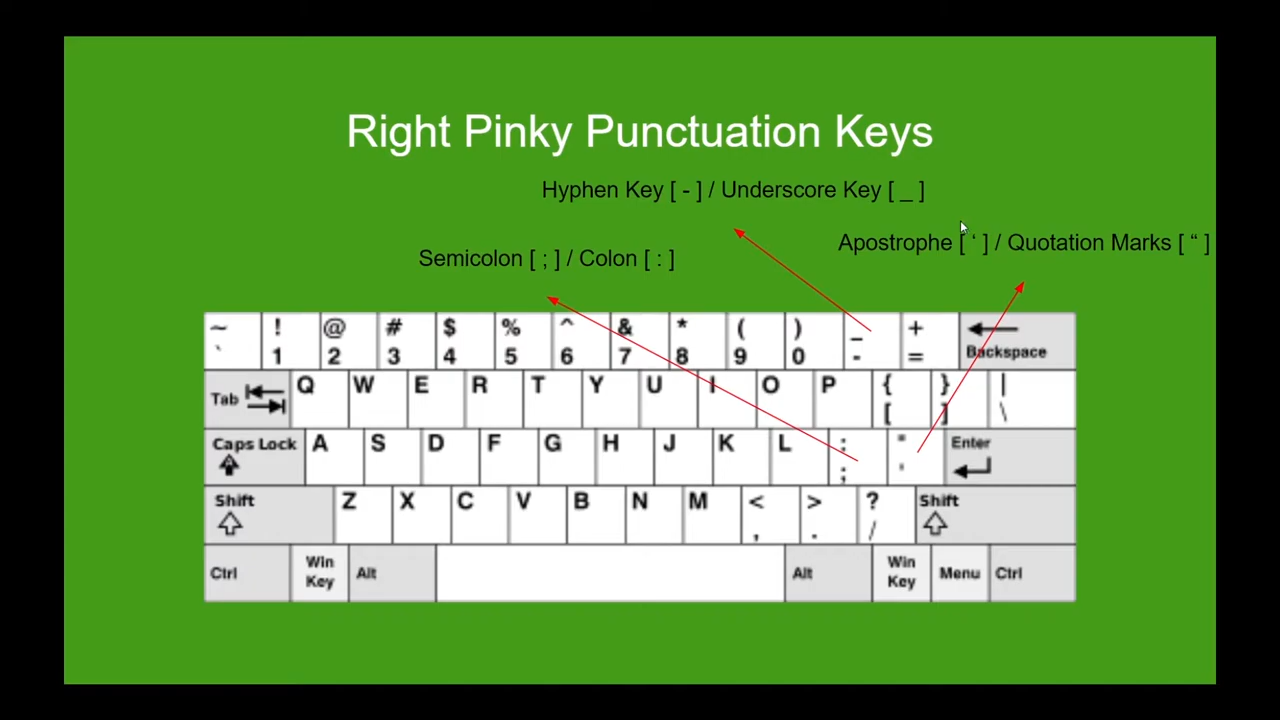 Right Pinky Punctuation Keys
Hyphen Key [ - ] / Underscore Key [ _ ]
Apostrophe [ ‘ ] / Quotation Marks [ “ ]
Semicolon [ ; ] / Colon [ : ]
~ ! @ # $ % ^ & * ( ) _ +
` 1 2 3 4 5 6 7 8 9 0 - = Backspace
Tab Q W E R T Y U I O P { } |
[ ] \
Caps Lock A S D F G H J K L : " Enter
; '
Shift Z X C V B N M < > ? Shift
, . /
Ctrl Win Key Alt Alt Win Key Menu Ctrl